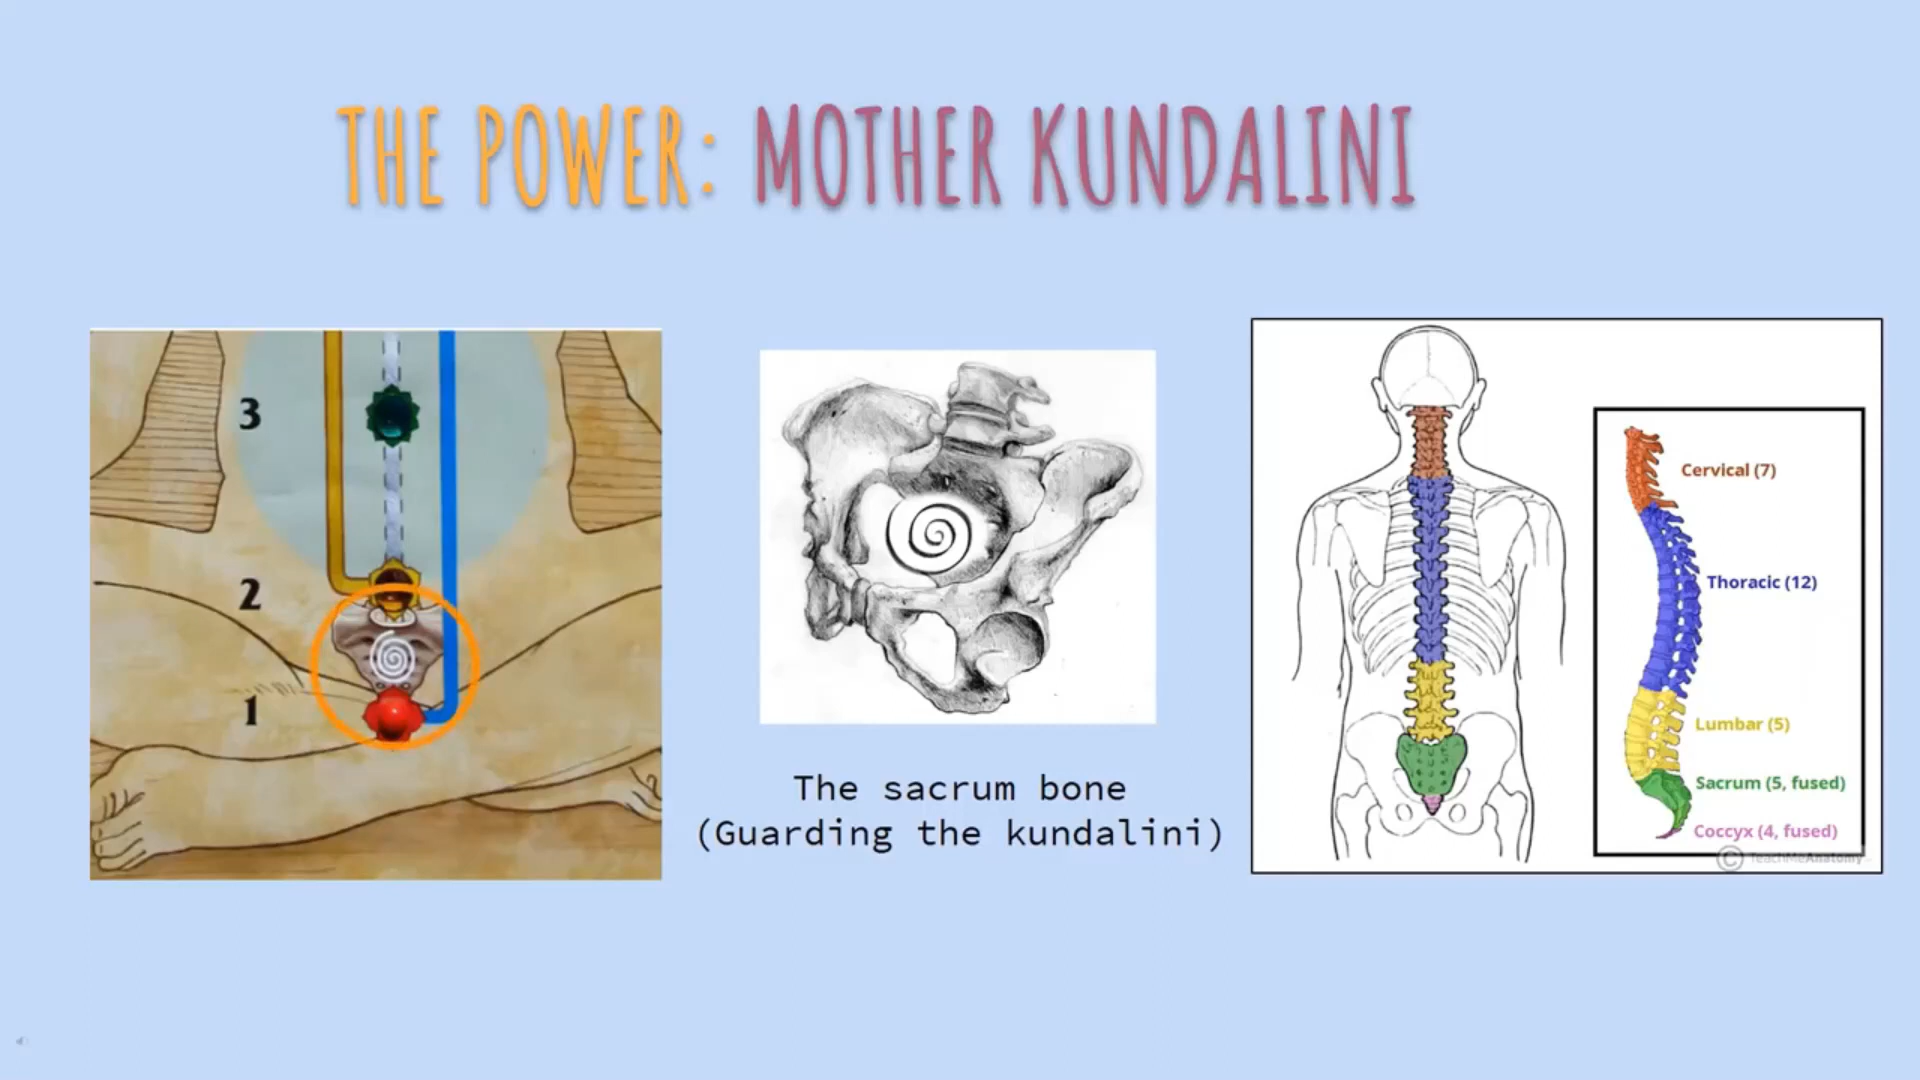 THE POWER: MOTHER KUNDALINI
3
2
1
The sacrum bone
(Guarding the kundalini)
Cervical (7)
Thoracic (12)
Lumbar (5)
Sacrum (5, fused)
Coccyx (4, fused)
© TeachMeAnatomy